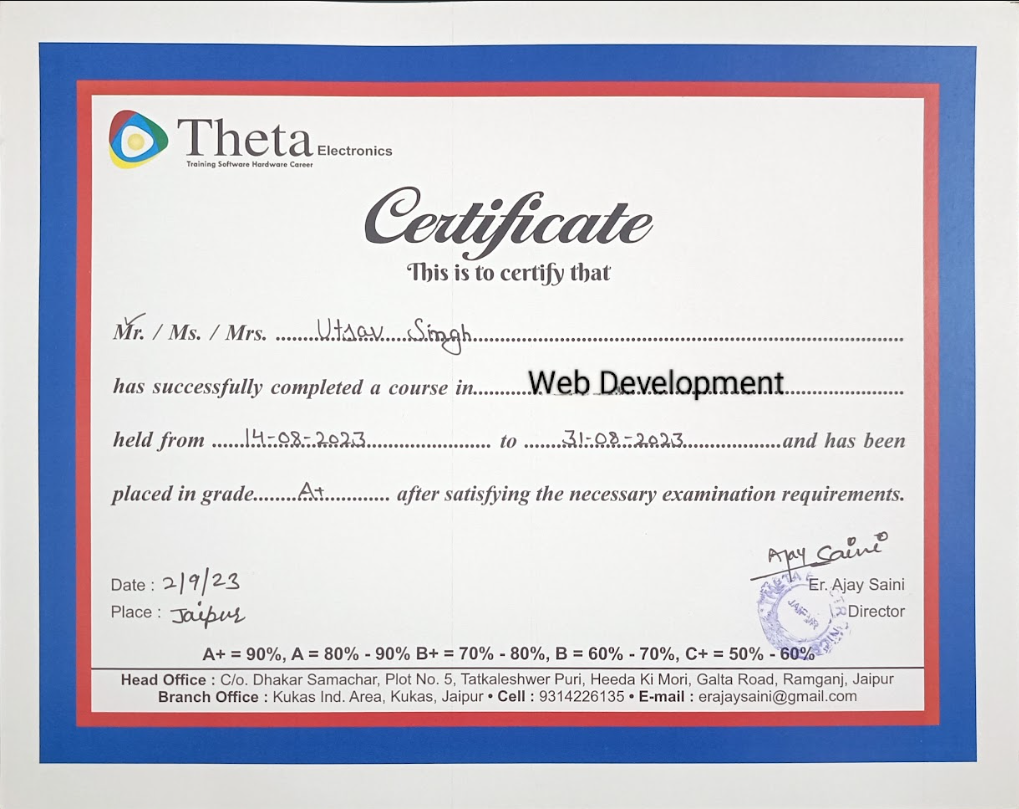 Theta Electronics
Training Software Hardware Career
Certificate
This is to certify that
Mr. / Ms. / Mrs. ......Utsav....Singh......
has successfully completed a course in......Web Development......
held from ......14-08-2023...... to ......31-08-2023......and has been
placed in grade......A+...... after satisfying the necessary examination requirements.
Ajay Saini
Date : 2/9/23
Er. Ajay Saini
Place : Jaipur
Director
JAIPUR
A+ = 90%, A = 80% - 90% B+ = 70% - 80%, B = 60% - 70%, C+ = 50% - 60%
Head Office : C/o. Dhakar Samachar, Plot No. 5, Tatkaleshwer Puri, Heeda Ki Mori, Galta Road, Ramganj, Jaipur
Branch Office : Kukas Ind. Area, Kukas, Jaipur • Cell : 9314226135 • E-mail : erajaysaini@gmail.com